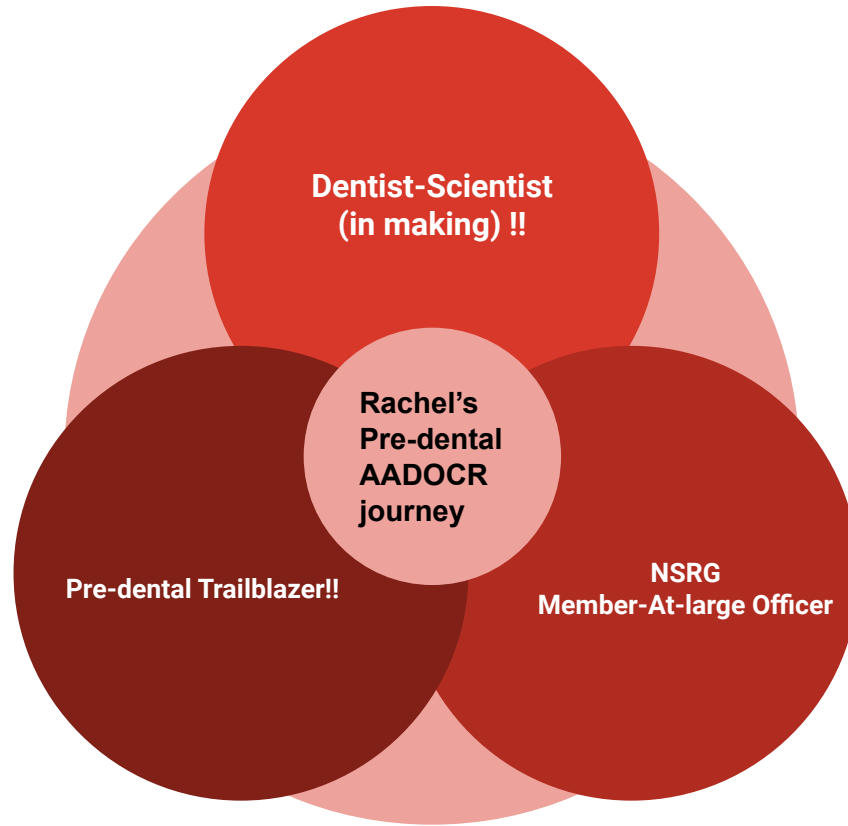 Dentist-Scientist
(in making) !!
Rachel’s
Pre-dental
AADOCR
journey
Pre-dental Trailblazer!!
NSRG
Member-At-large Officer